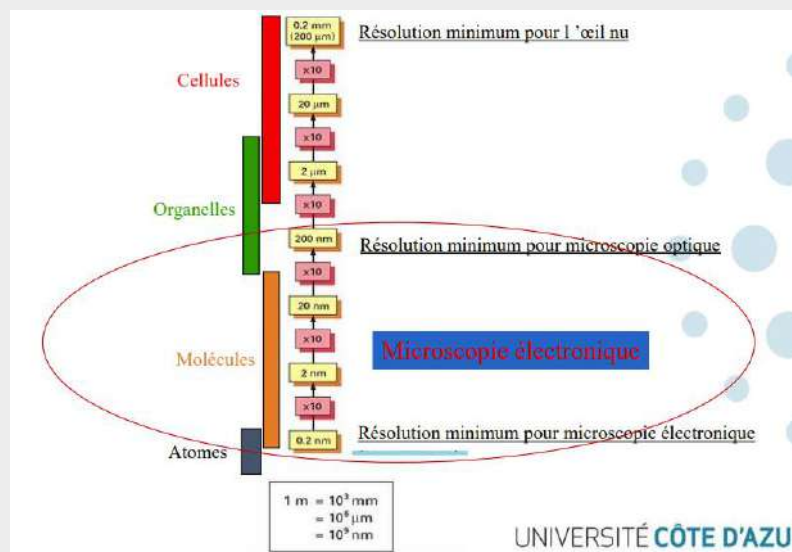 0.2 mm
(200 µm)
Résolution minimum pour l 'œil nu
x10
Cellules
20 µm
x10
2 µm
x10
Organelles
200 nm
Résolution minimum pour microscopie optique
x10
20 nm
x10
Microscopie électronique
Molécules
2 nm
x10
0.2 nm
Résolution minimum pour microscopie électronique
Atomes
1 m = 10³ mm
= 10⁶ µm
= 10⁹ nm
UNIVERSITÉ CÔTE D'AZU